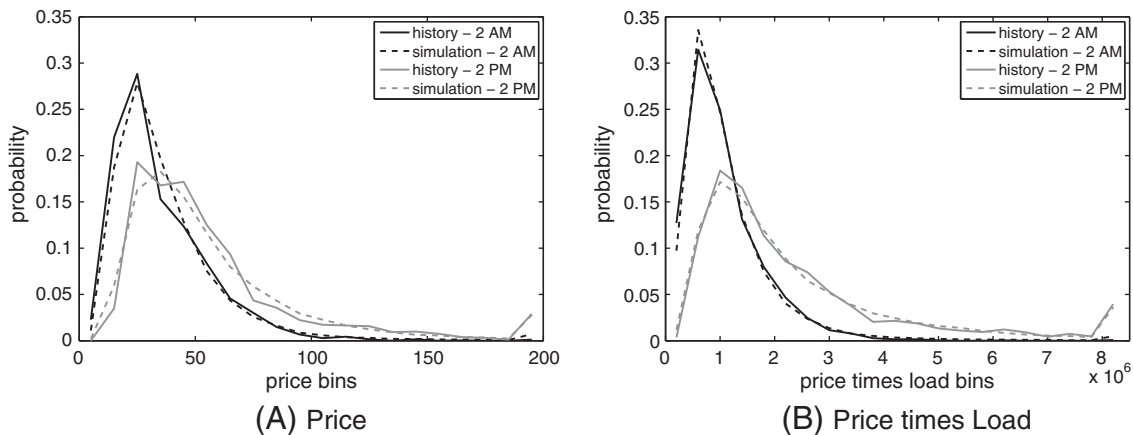 history – 2 AM
simulation – 2 AM
history – 2 PM
simulation – 2 PM
probability
0.35
0.3
0.25
0.2
0.15
0.1
0.05
0
0 50 100 150 200
price bins
(A) Price
history – 2 AM
simulation – 2 AM
history – 2 PM
simulation – 2 PM
probability
0.35
0.3
0.25
0.2
0.15
0.1
0.05
0
0 1 2 3 4 5 6 7 8
x 10⁶
price times load bins
(B) Price times Load